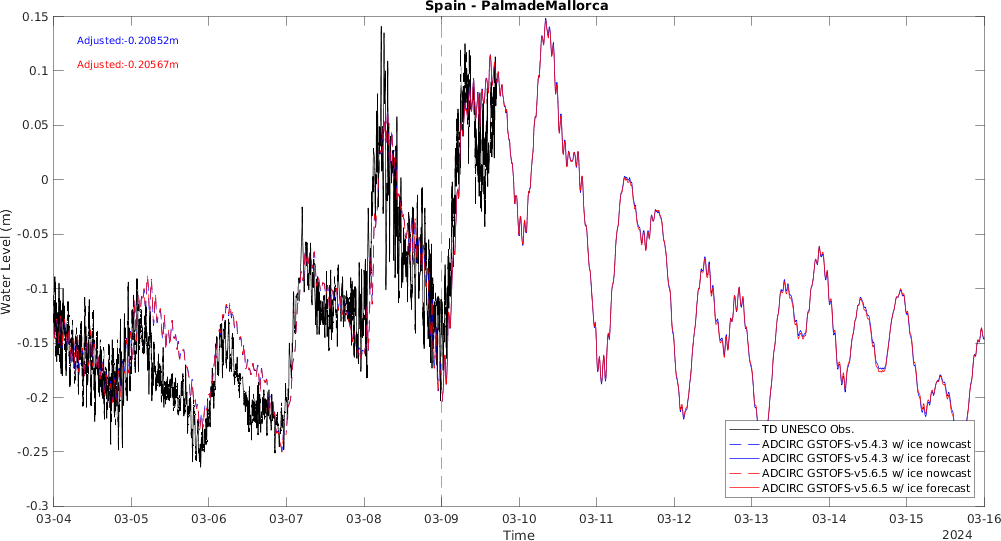 Spain - PalmadeMallorca
Adjusted:-0.20852m
Adjusted:-0.20567m
0.15
0.1
0.05
0
-0.05
-0.1
-0.15
-0.2
-0.25
-0.3
Water Level (m)
TD UNESCO Obs.
ADCIRC GSTOFS-v5.4.3 w/ ice nowcast
ADCIRC GSTOFS-v5.4.3 w/ ice forecast
ADCIRC GSTOFS-v5.6.5 w/ ice nowcast
ADCIRC GSTOFS-v5.6.5 w/ ice forecast
03-04 03-05 03-06 03-07 03-08 03-09 03-10 03-11 03-12 03-13 03-14 03-15 03-16
Time
2024